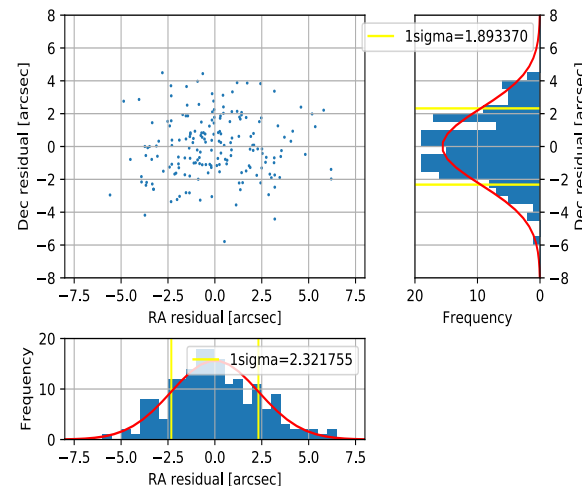 1sigma=1.893370
8
6
4
2
0
−2
−4
−6
−8
Dec residual [arcsec]
−7.5 −5.0 −2.5 0.0 2.5 5.0 7.5
RA residual [arcsec]
8
6
4
2
0
−2
−4
−6
−8
Dec residual [arcsec]
20 10 0
Frequency
1sigma=2.321755
20
10
0
Frequency
−7.5 −5.0 −2.5 0.0 2.5 5.0 7.5
RA residual [arcsec]